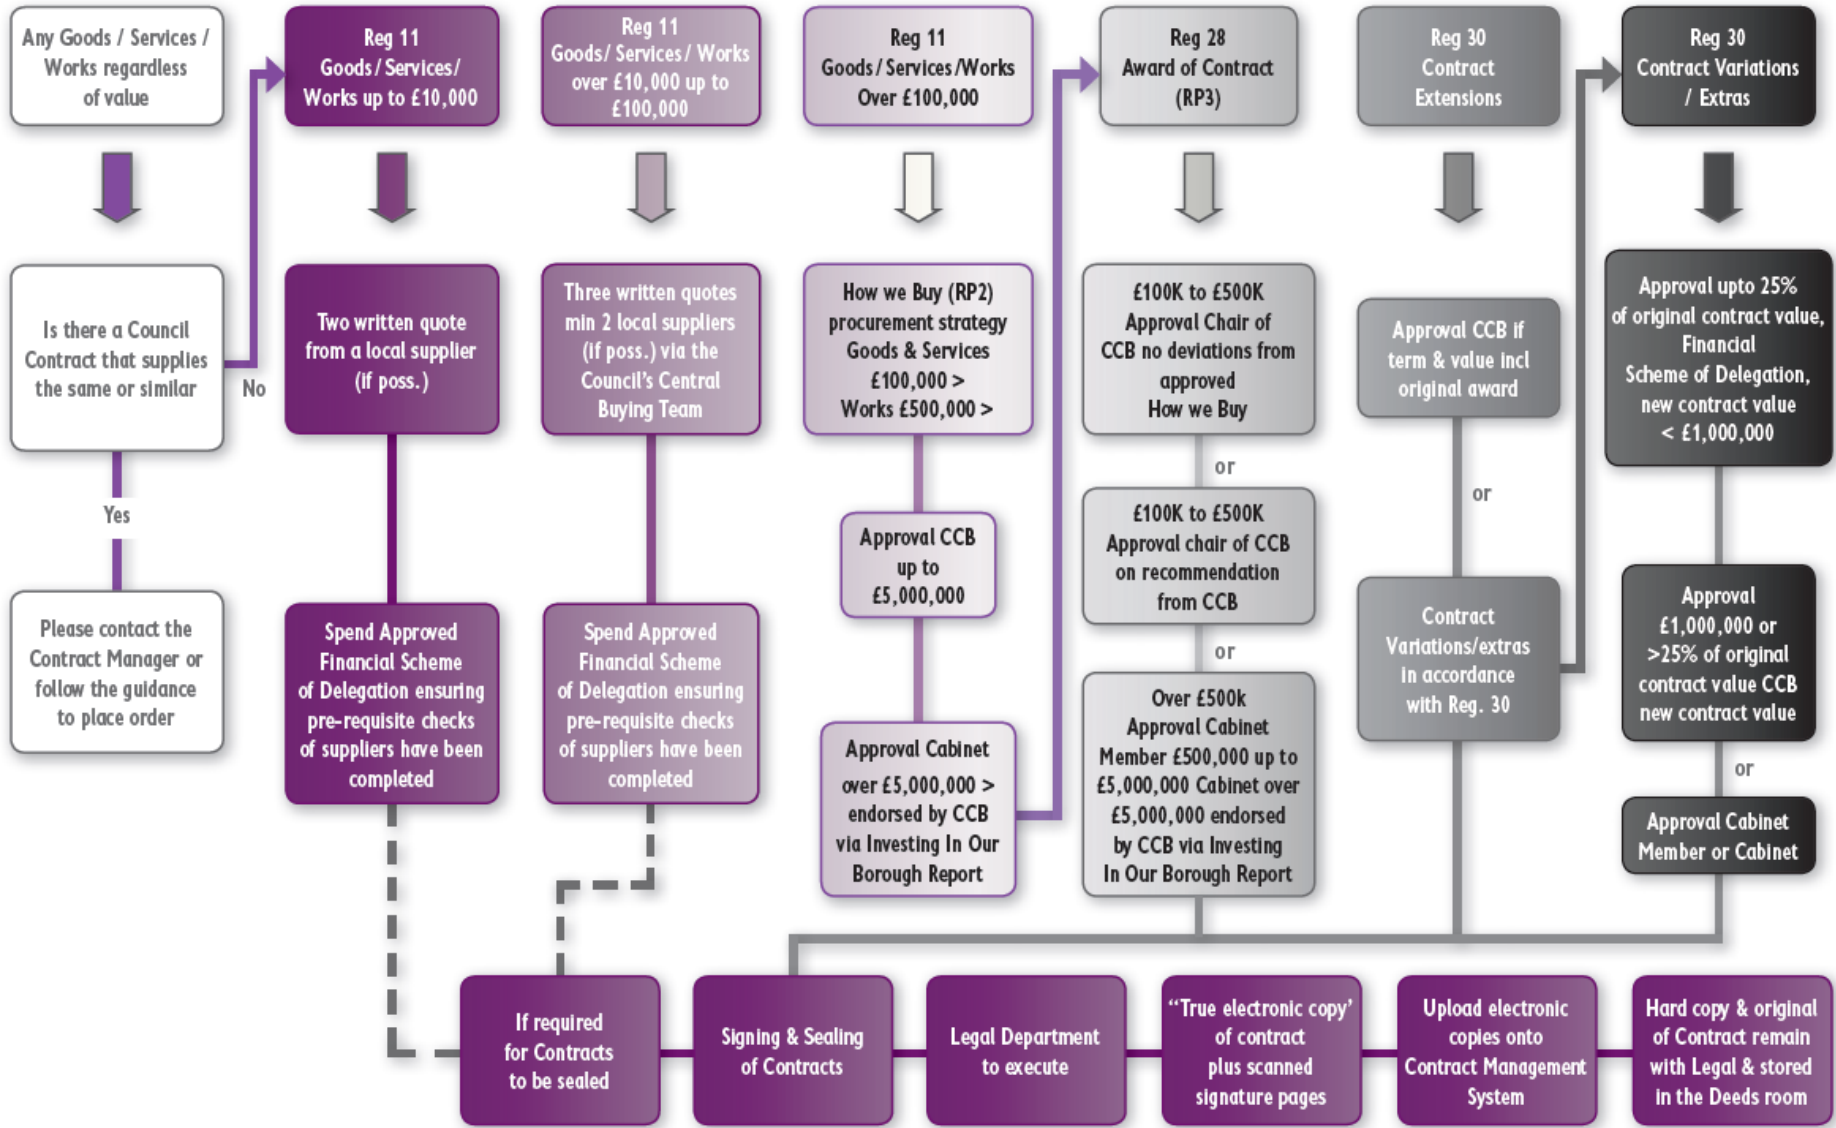 Any Goods / Services /
Works regardless
of value
Is there a Council
Contract that supplies
the same or similar
No
Yes
Please contact the
Contract Manager or
follow the guidance
to place order
Reg 11
Goods / Services /
Works up to £10,000
Two written quote
from a local supplier
(if poss.)
Spend Approved
Financial Scheme
of Delegation ensuring
pre-requisite checks
of suppliers have been
completed
Reg 11
Goods/ Services/ Works
over £10,000 up to
£100,000
Three written quotes
min 2 local suppliers
(if poss.) via the
Council's Central
Buying Team
Spend Approved
Financial Scheme
of Delegation ensuring
pre-requisite checks
of suppliers have been
completed
Reg 11
Goods/ Services /Works
Over £100,000
How we Buy (RP2)
procurement strategy
Goods & Services
£100,000 >
Works £500,000 >
Approval CCB
up to
£5,000,000
Approval Cabinet
over £5,000,000 >
endorsed by CCB
via Investing In Our
Borough Report
Reg 28
Award of Contract
(RP3)
£100K to £500K
Approval Chair of
CCB no deviations from
approved
How we Buy
or
£100K to £500K
Approval chair of CCB
on recommendation
from CCB
or
Over £500k
Approval Cabinet
Member £500,000 up to
£5,000,000 Cabinet over
£5,000,000 endorsed
by CCB via Investing
In Our Borough Report
Reg 30
Contract
Extensions
Approval CCB if
term & value incl
original award
or
Contract
Variations/extras
in accordance
with Reg. 30
Reg 30
Contract Variations
/ Extras
Approval upto 25%
of original contract value,
Financial
Scheme of Delegation,
new contract value
< £1,000,000
Approval
£1,000,000 or
>25% of original
contract value CCB
new contract value
or
Approval Cabinet
Member or Cabinet
If required
for Contracts
to be sealed
Signing & Sealing
of Contracts
Legal Department
to execute
“True electronic copy’
of contract
plus scanned
signature pages
Upload electronic
copies onto
Contract Management
System
Hard copy & original
of Contract remain
with Legal & stored
in the Deeds room